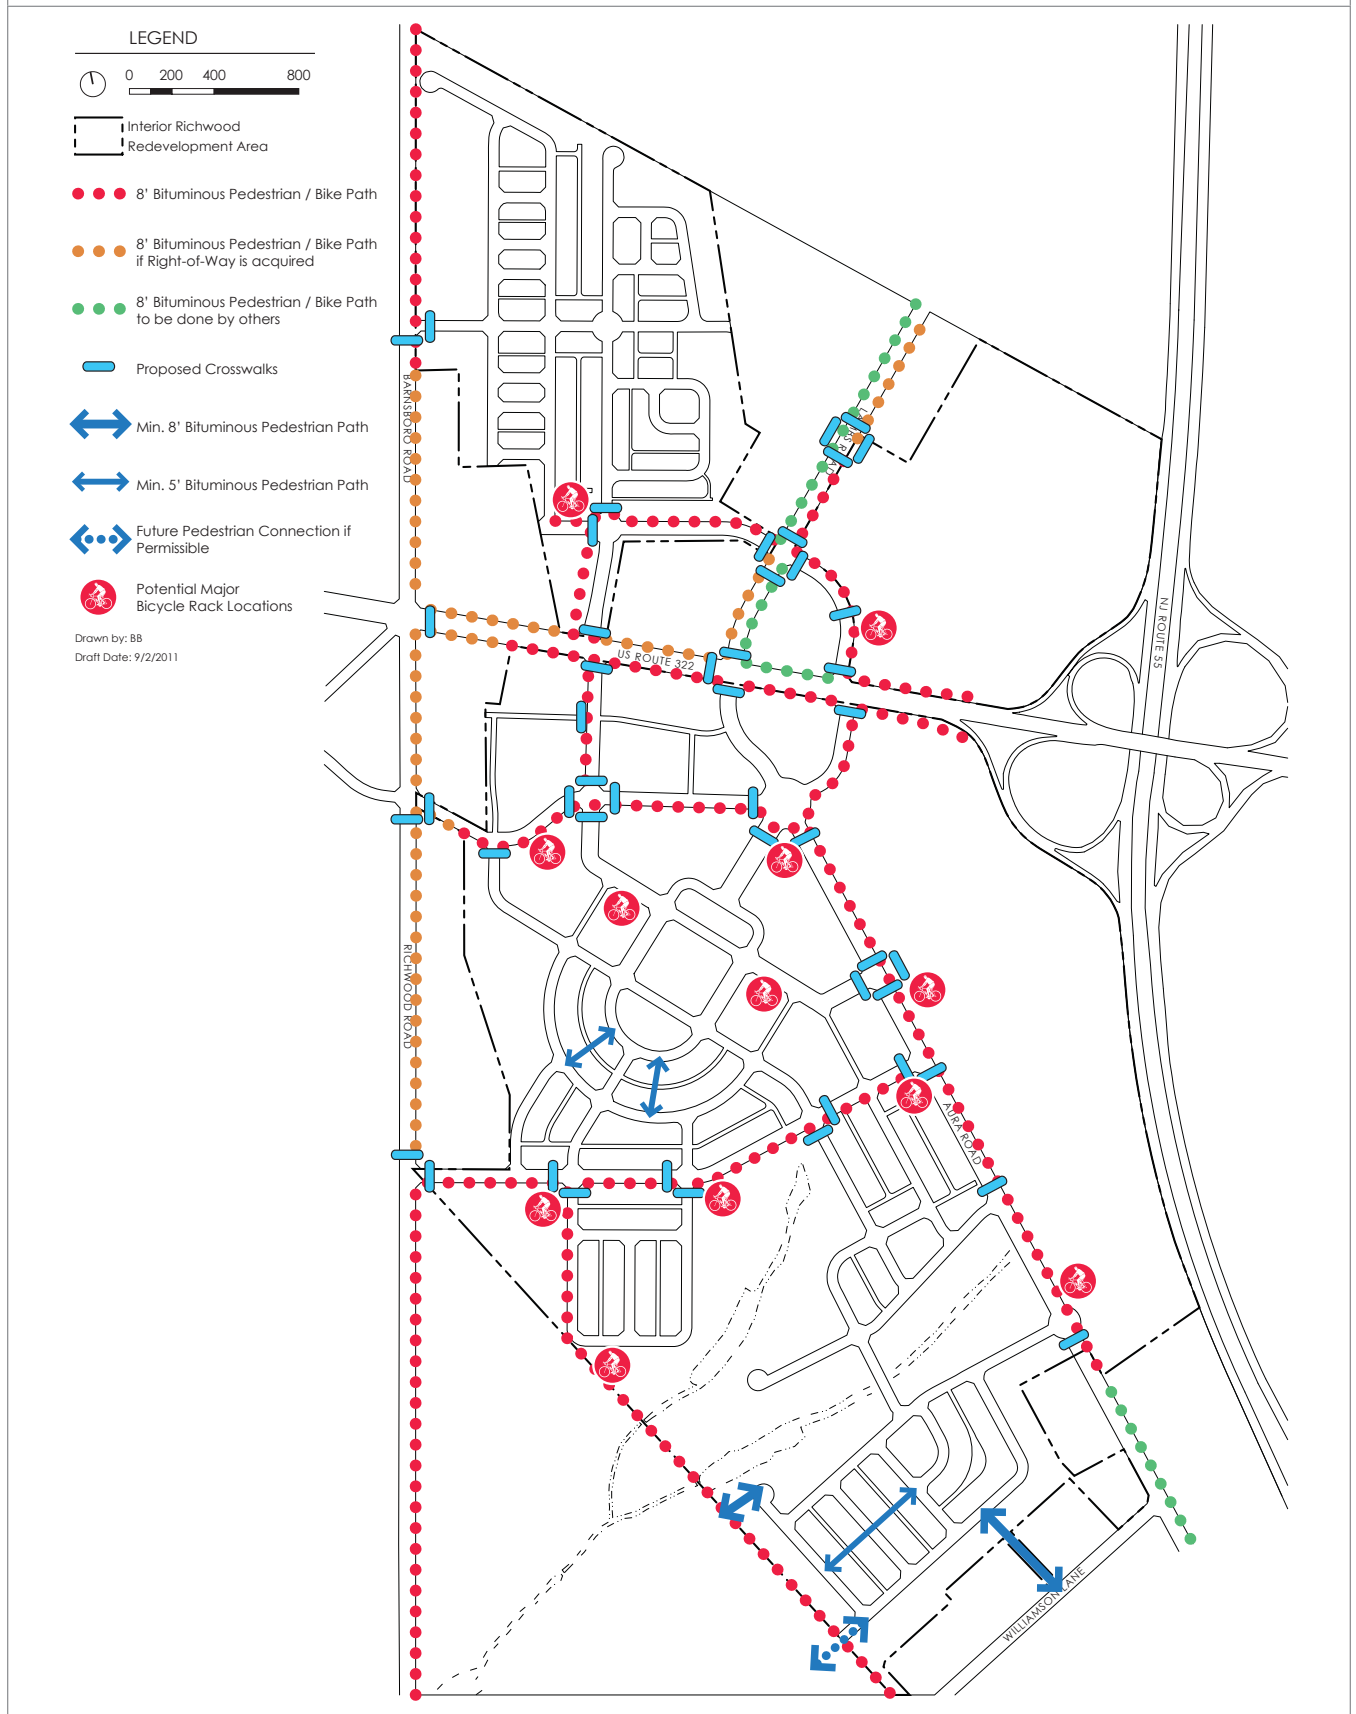 LEGEND
0 200 400 800
Interior Richwood
Redevelopment Area
8' Bituminous Pedestrian / Bike Path
8' Bituminous Pedestrian / Bike Path
if Right-of-Way is acquired
8' Bituminous Pedestrian / Bike Path
to be done by others
Proposed Crosswalks
Min. 8' Bituminous Pedestrian Path
Min. 5' Bituminous Pedestrian Path
Future Pedestrian Connection if
Permissible
Potential Major
Bicycle Rack Locations
Drawn by: BB
Draft Date: 9/2/2011
BARNSBORO ROAD
US ROUTE 322
NJ ROUTE 55
RICHWOOD ROAD
AURA ROAD
WILLIAMSON LANE